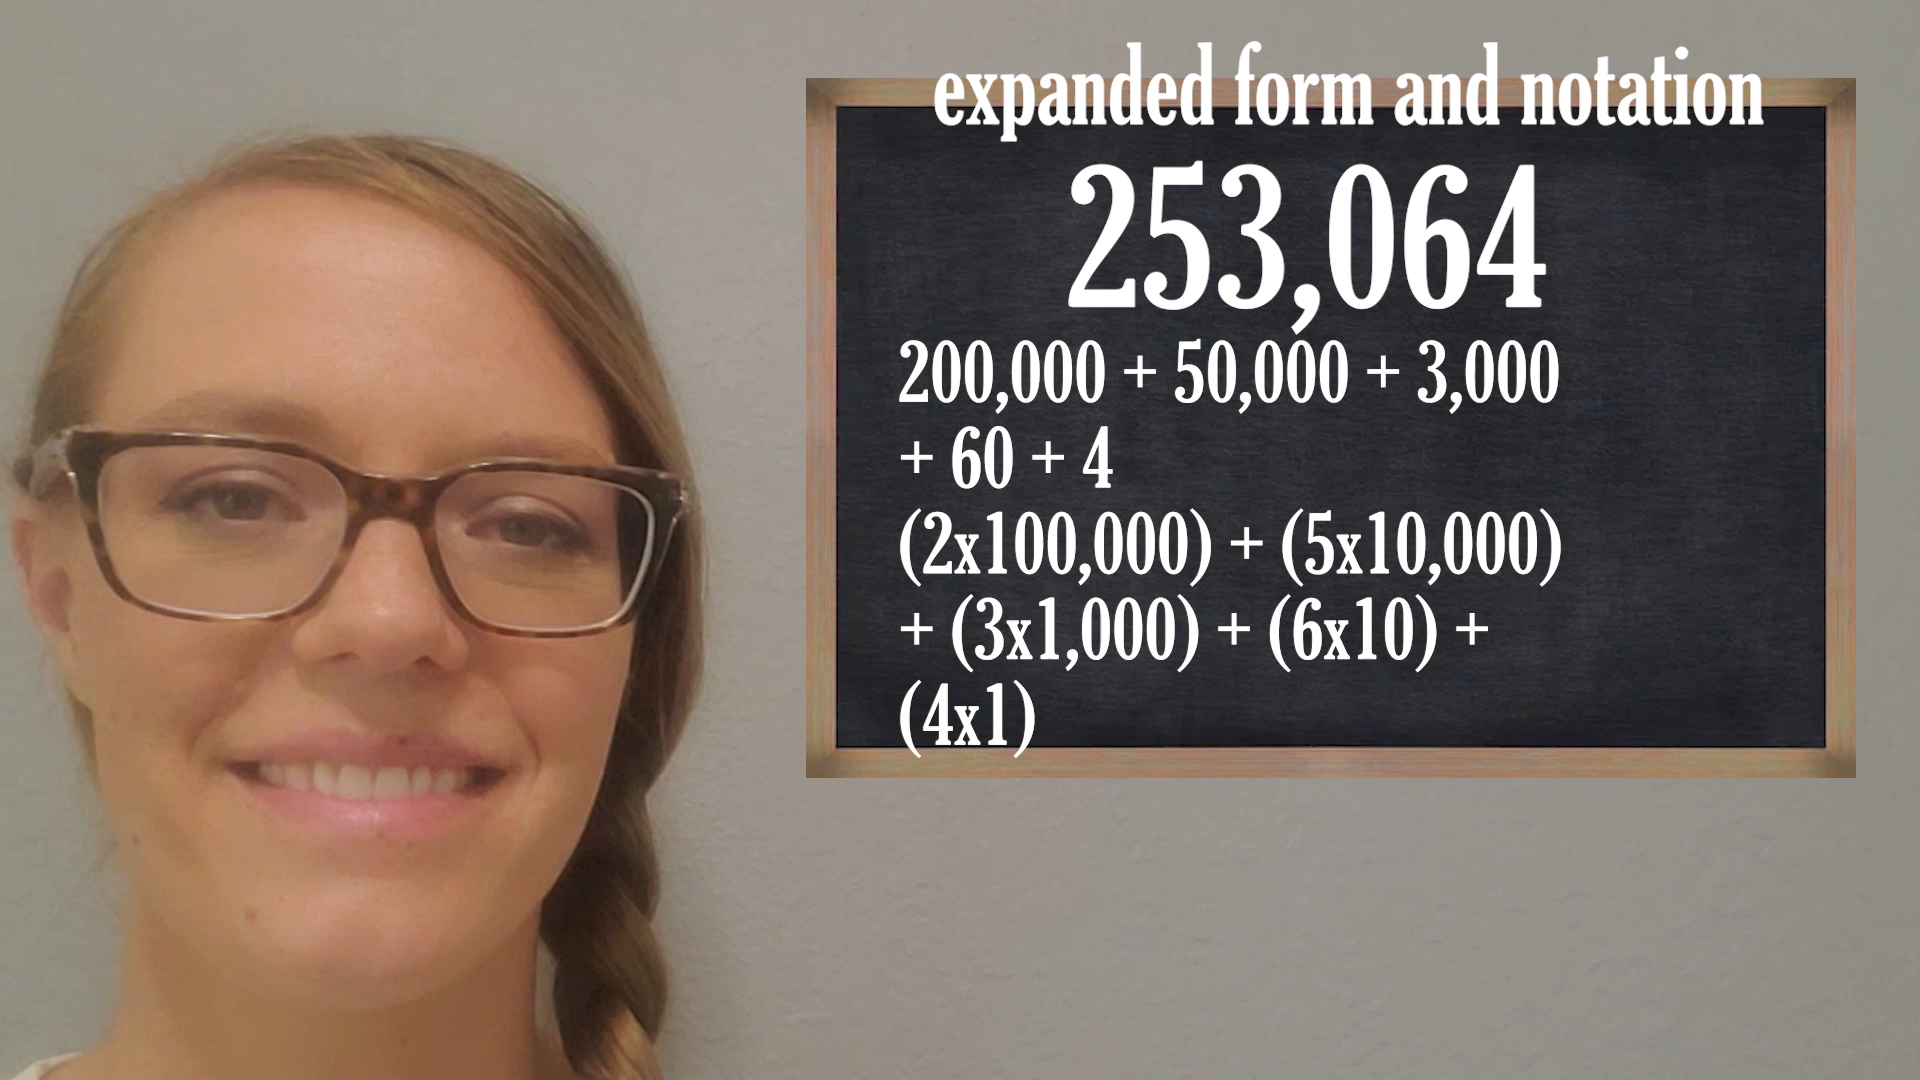 expanded form and notation
253,064
200,000 + 50,000 + 3,000
+ 60 + 4
(2x100,000) + (5x10,000)
+ (3x1,000) + (6x10) +
(4x1)